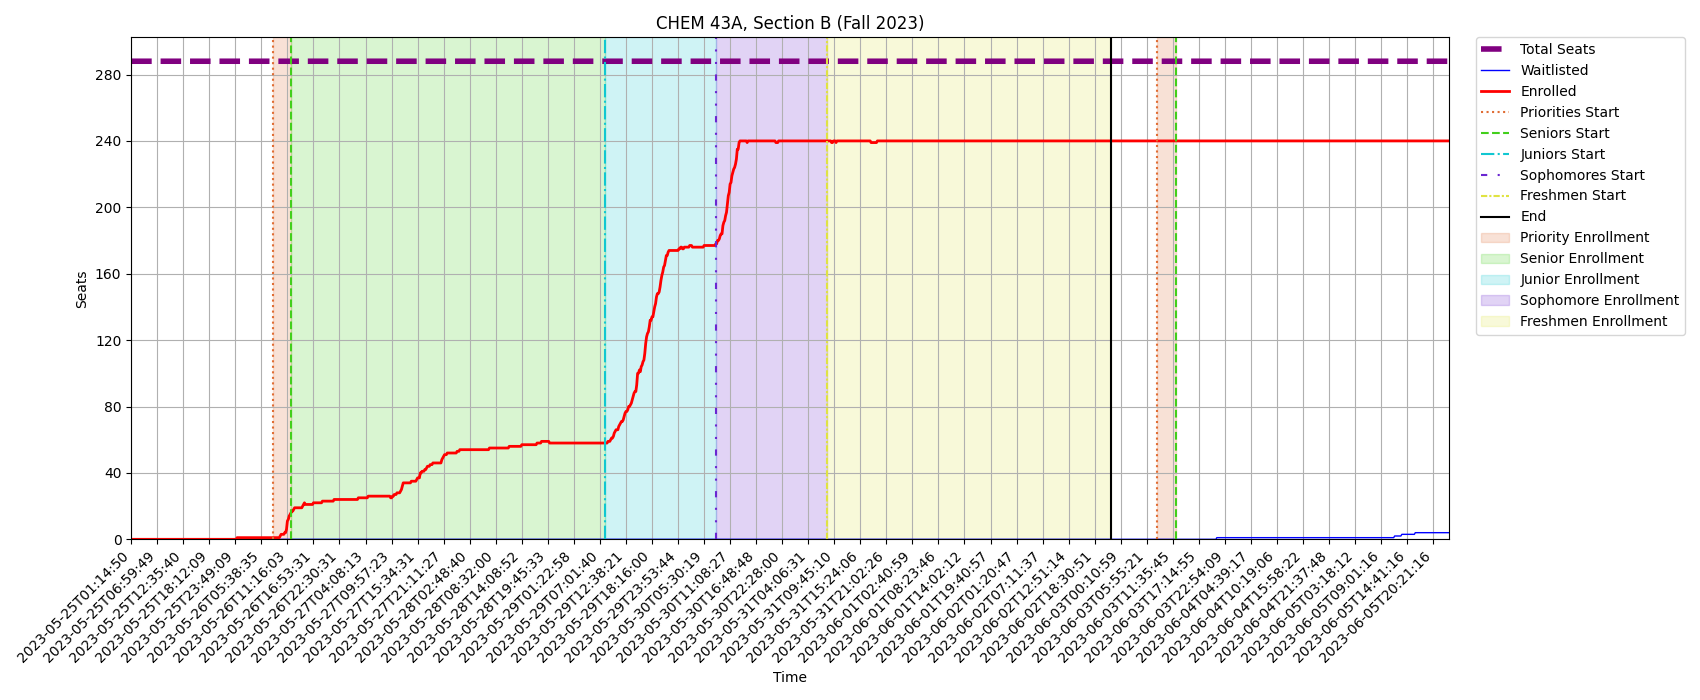 CHEM 43A, Section B (Fall 2023)
Total Seats
Waitlisted
Enrolled
Priorities Start
Seniors Start
Juniors Start
Sophomores Start
Freshmen Start
End
Priority Enrollment
Senior Enrollment
Junior Enrollment
Sophomore Enrollment
Freshmen Enrollment
Seats
280
240
200
160
120
80
40
0
2023-05-25T01:14:50
2023-05-25T06:59:49
2023-05-25T12:35:40
2023-05-25T18:12:09
2023-05-25T23:49:09
2023-05-26T05:38:35
2023-05-26T11:16:03
2023-05-26T16:53:31
2023-05-26T22:30:31
2023-05-27T04:08:13
2023-05-27T09:57:23
2023-05-27T15:34:31
2023-05-27T21:11:27
2023-05-28T02:48:40
2023-05-28T08:32:00
2023-05-28T14:08:52
2023-05-28T19:45:33
2023-05-29T01:22:58
2023-05-29T07:01:40
2023-05-29T12:38:21
2023-05-29T18:16:00
2023-05-29T23:53:44
2023-05-30T05:30:19
2023-05-30T11:08:27
2023-05-30T16:48:48
2023-05-30T22:28:00
2023-05-31T04:06:31
2023-05-31T09:45:10
2023-05-31T15:24:06
2023-05-31T21:02:26
2023-06-01T02:40:59
2023-06-01T08:23:46
2023-06-01T14:02:12
2023-06-01T19:40:57
2023-06-02T01:20:47
2023-06-02T07:11:37
2023-06-02T12:51:14
2023-06-02T18:30:51
2023-06-03T00:10:59
2023-06-03T05:55:21
2023-06-03T11:35:45
2023-06-03T17:14:55
2023-06-03T22:54:09
2023-06-04T04:39:17
2023-06-04T10:19:06
2023-06-04T15:58:22
2023-06-04T21:37:48
2023-06-05T03:18:12
2023-06-05T09:01:16
2023-06-05T14:41:16
2023-06-05T20:21:16
Time